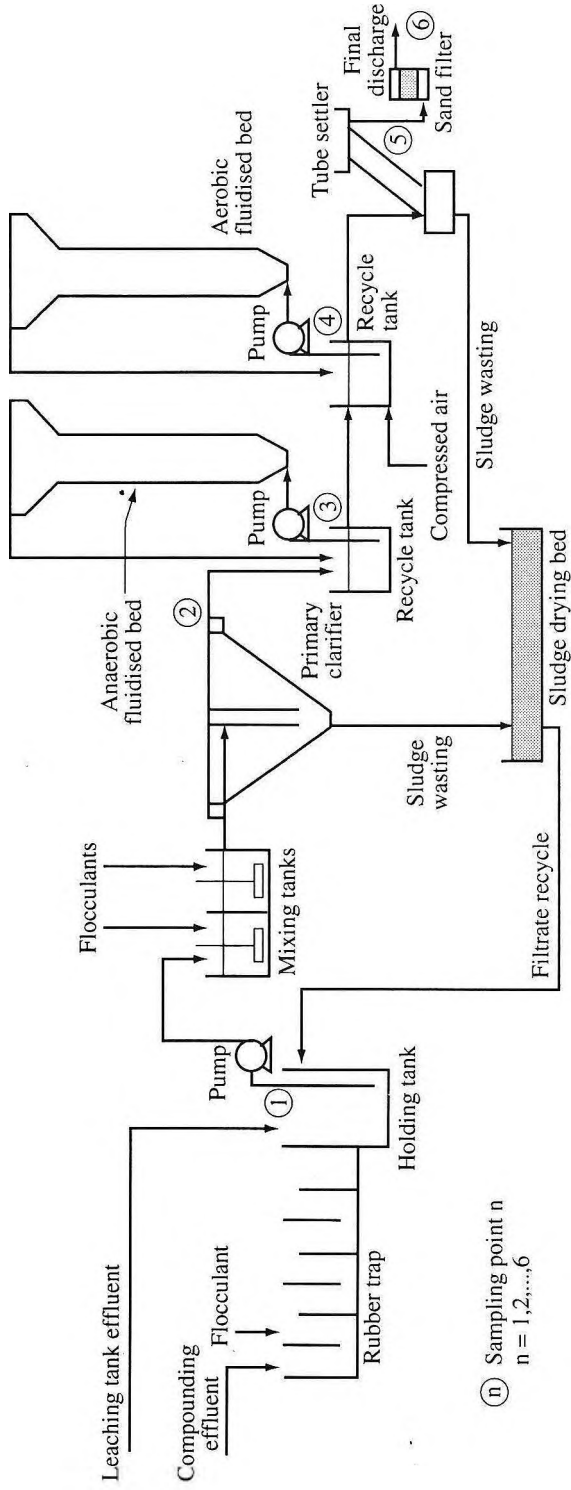 Leaching tank effluent
Compounding
effluent
Flocculant
Rubber trap
Holding tank
1
Pump
Flocculants
Mixing tanks
Filtrate recycle
2
Primary
clarifier
Sludge
wasting
Anaerobic
fluidised bed
Pump
3
Recycle tank
Compressed air
Aerobic
fluidised bed
Pump
4
Recycle
tank
Tube settler
5
Sludge wasting
Sludge drying bed
Final
discharge
6
Sand filter
n Sampling point n
n = 1,2,...,6